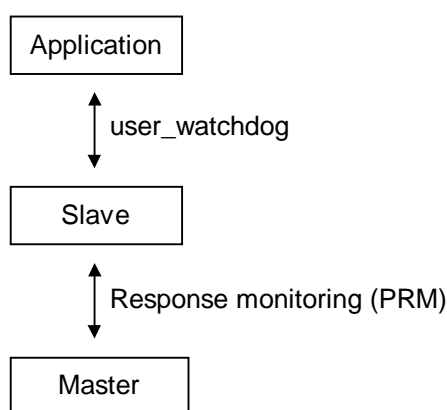 Application
user_watchdog
Slave
Response monitoring (PRM)
Master